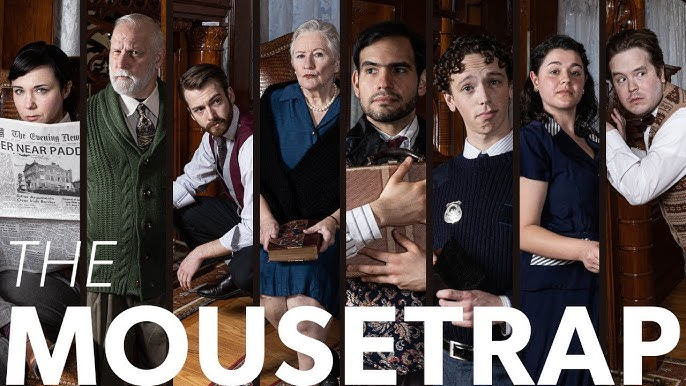 The Evening News
ER NEAR PADD
THE
MOUSETRAP